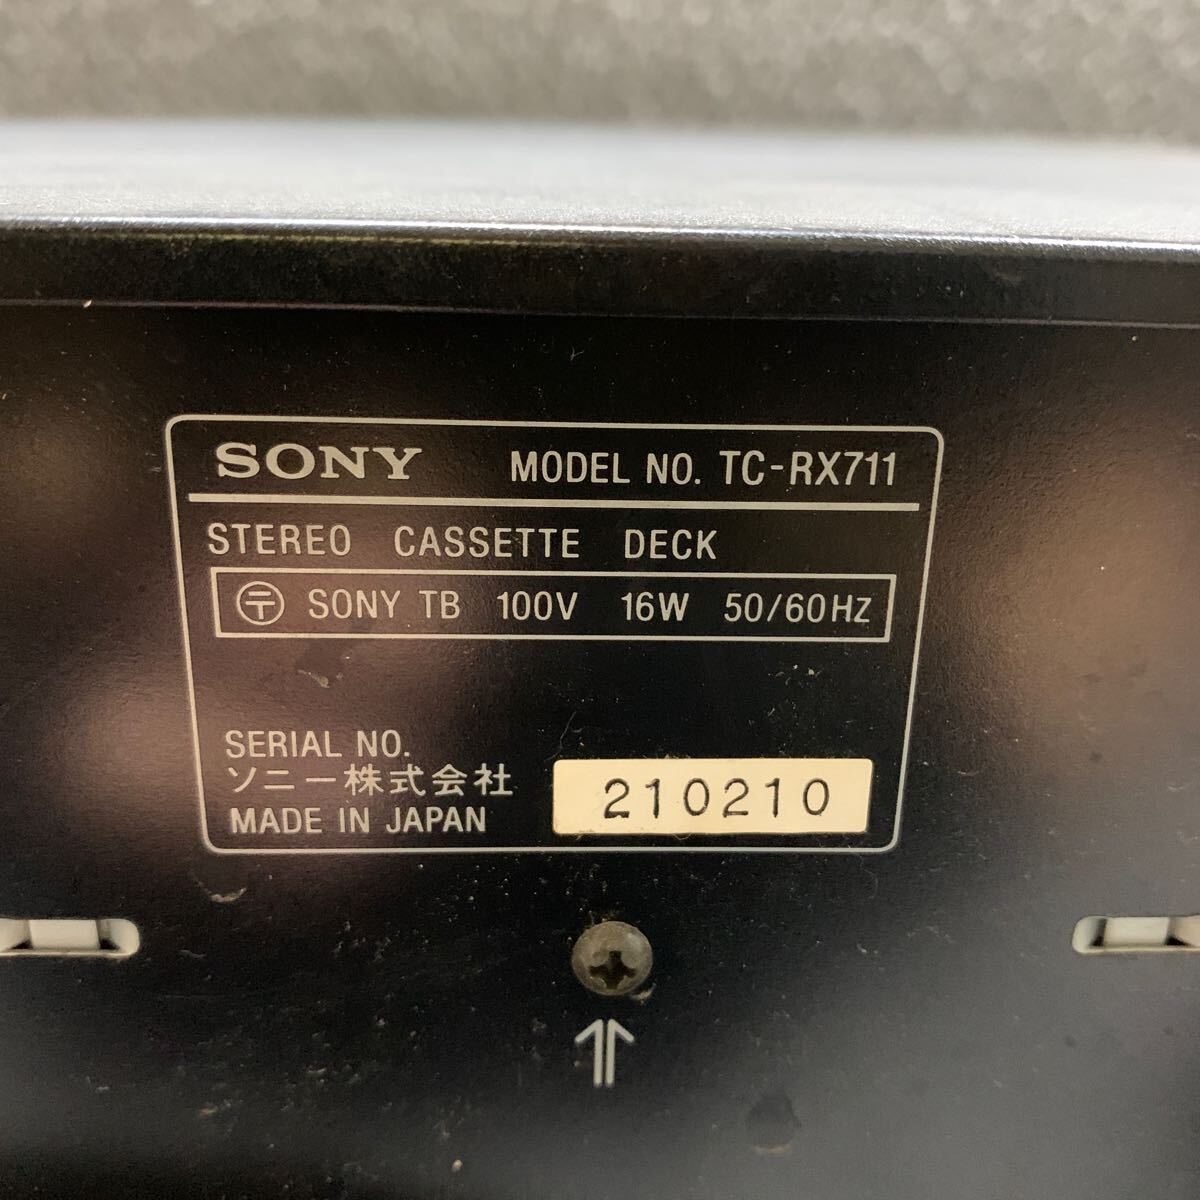 SONY MODEL NO. TC-RX711
STEREO CASSETTE DECK
〶 SONY TB 100V 16W 50/60HZ
SERIAL NO.
ソニー株式会社 210210
MADE IN JAPAN